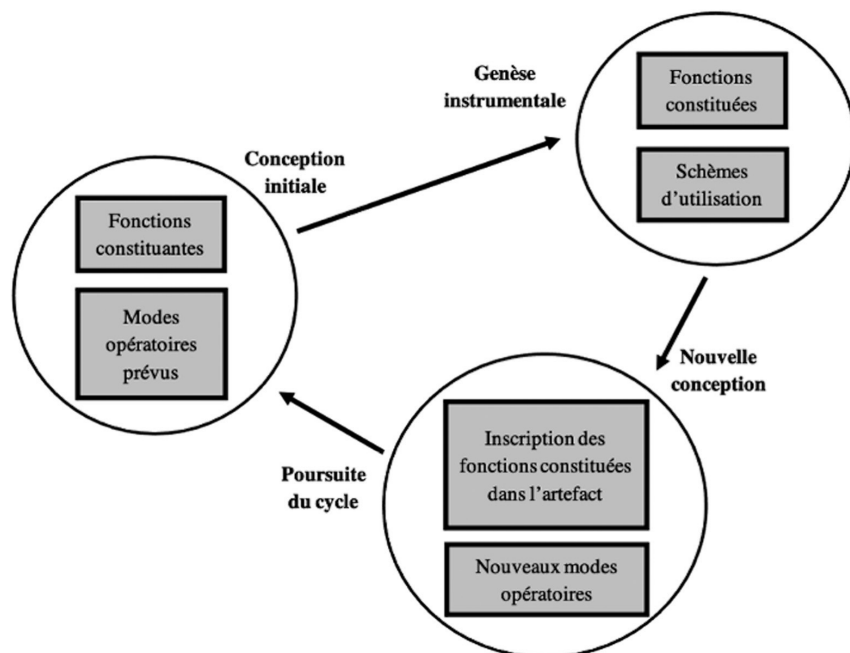 Conception
initiale
Fonctions
constituantes
Modes
opératoires
prévus
Genèse
instrumentale
Fonctions
constituées
Schèmes
d’utilisation
Nouvelle
conception
Inscription des
fonctions constituées
dans l’artefact
Nouveaux modes
opératoires
Poursuite
du cycle